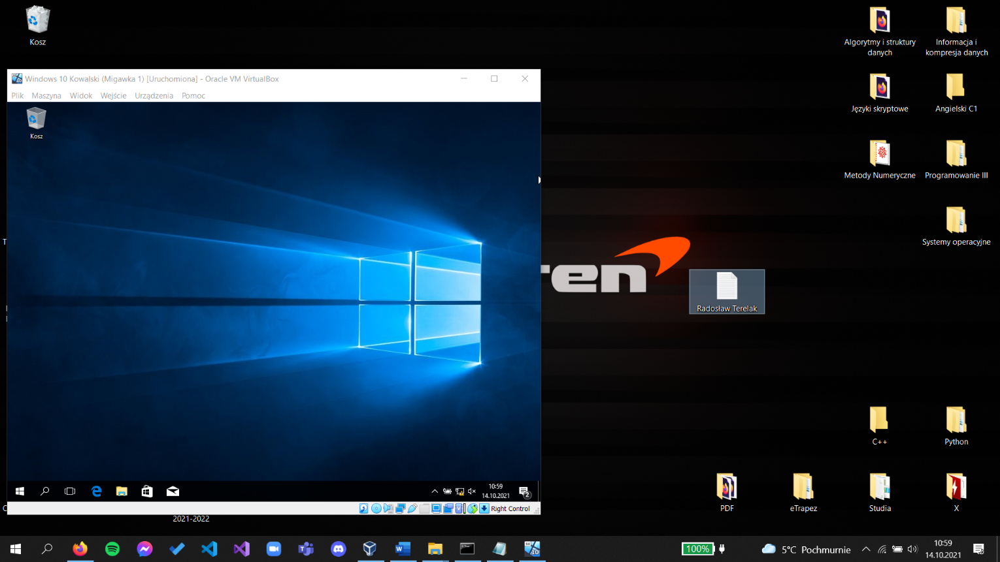 Kosz
Algorytmy i struktury
danych
Informacja i
kompresja danych
Windows 10 Kowalski (Migawka 1) [Uruchomiona] - Oracle VM VirtualBox
Plik Maszyna Widok Wejście Urządzenia Pomoc
Języki skryptowe
Angielski C1
Kosz
Metody Numeryczne
Programowanie III
Systemy operacyjne
T
ren
Radosław Terelak
C++
Python
10:59
14.10.2021
2
Right Control
PDF
eTrapez
Studia
X
C
2021-2022
100%
5°C Pochmurnie
10:59
14.10.2021